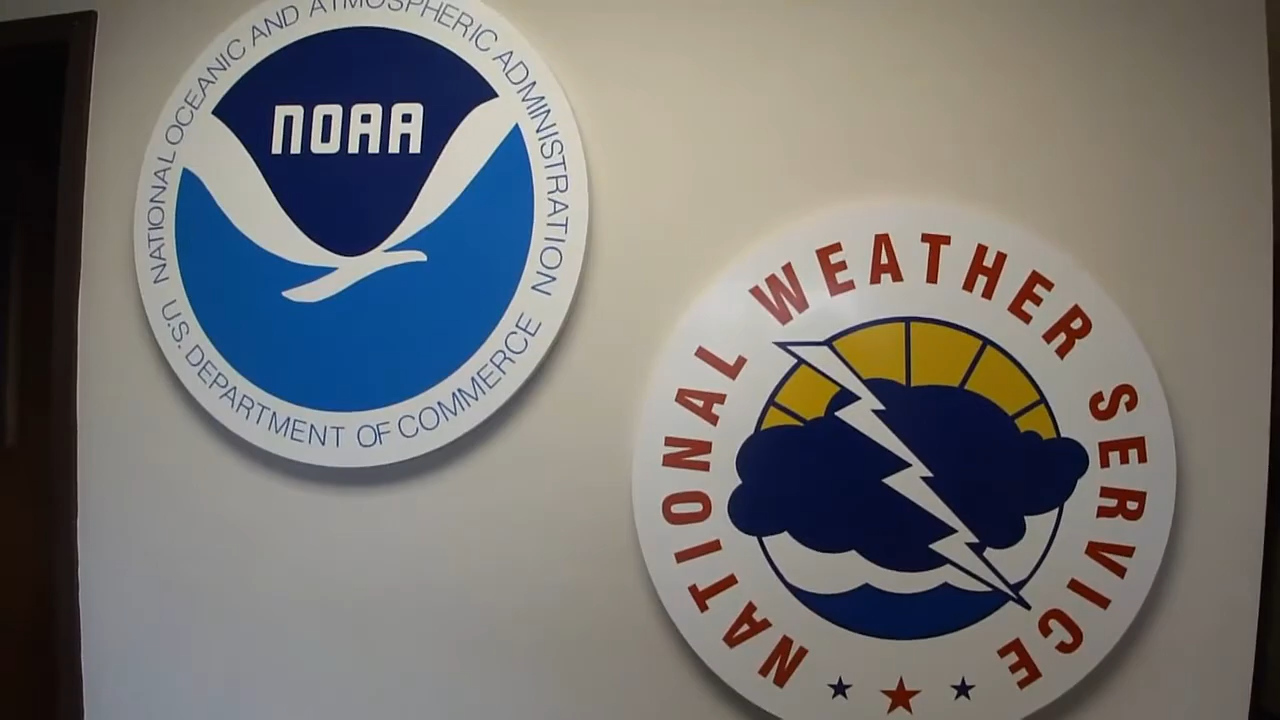 NATIONAL OCEANIC AND ATMOSPHERIC ADMINISTRATION
NOAA
U.S. DEPARTMENT OF COMMERCE
NATIONAL WEATHER SERVICE